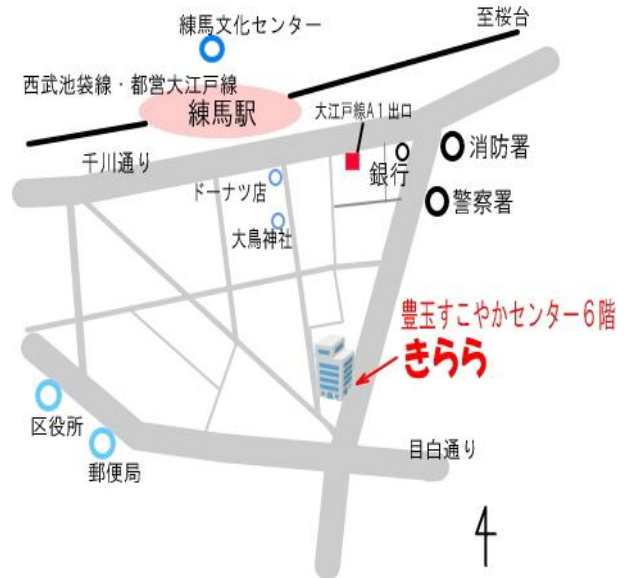 練馬文化センター
至桜台
西武池袋線・都営大江戸線
練馬駅
大江戸線A1出口
千川通り
消防署
銀行
ドーナツ店
警察署
大鳥神社
豊玉すこやかセンター6階
きらら
区役所
目白通り
郵便局